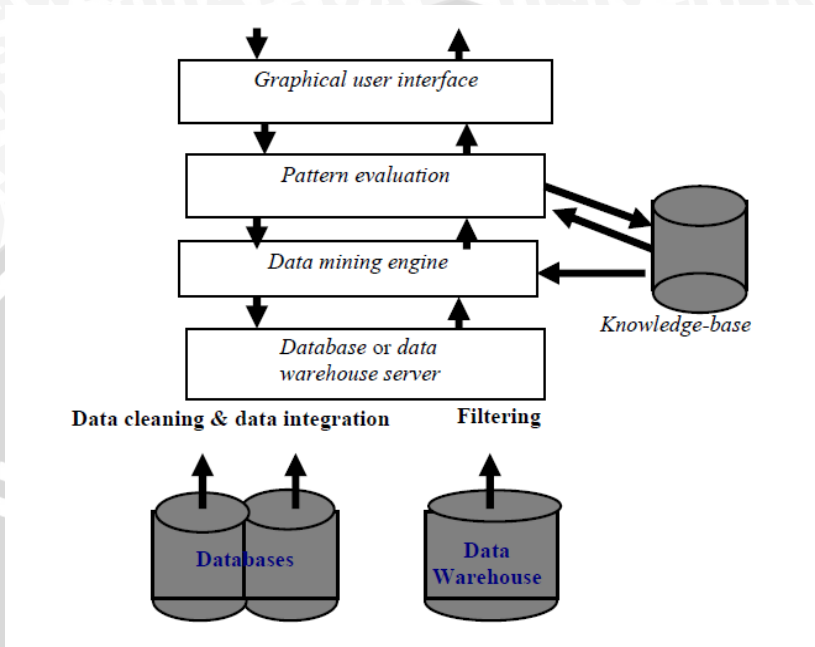 Graphical user interface
Pattern evaluation
Data mining engine
Knowledge-base
Database or data
warehouse server
Data cleaning & data integration
Filtering
Databases
Data
Warehouse